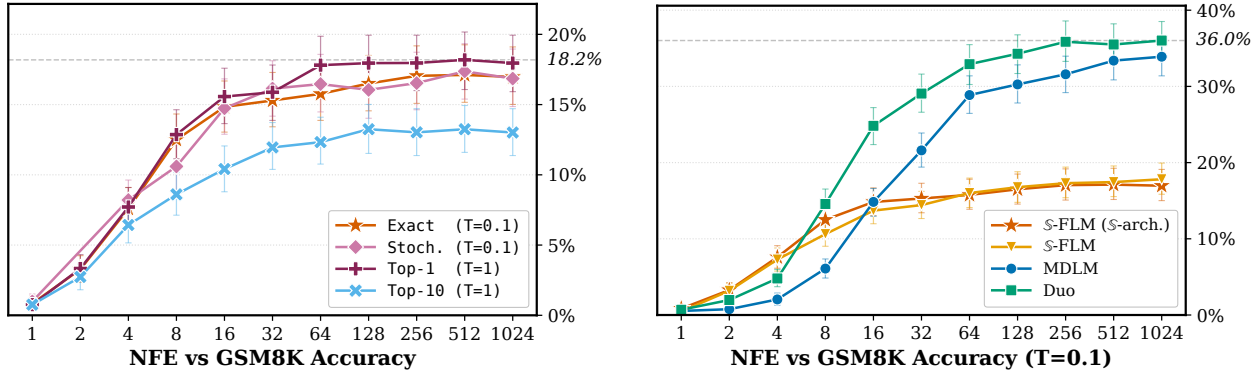 20%
18.2%
15%
10%
5%
0%
Exact (T=0.1)
Stoch. (T=0.1)
Top-1 (T=1)
Top-10 (T=1)
1 2 4 8 16 32 64 128 256 512 1024
NFE vs GSM8K Accuracy
40%
36.0%
30%
20%
10%
0%
𝕊-FLM (𝕊-arch.)
𝕊-FLM
MDLM
Duo
1 2 4 8 16 32 64 128 256 512 1024
NFE vs GSM8K Accuracy (T=0.1)